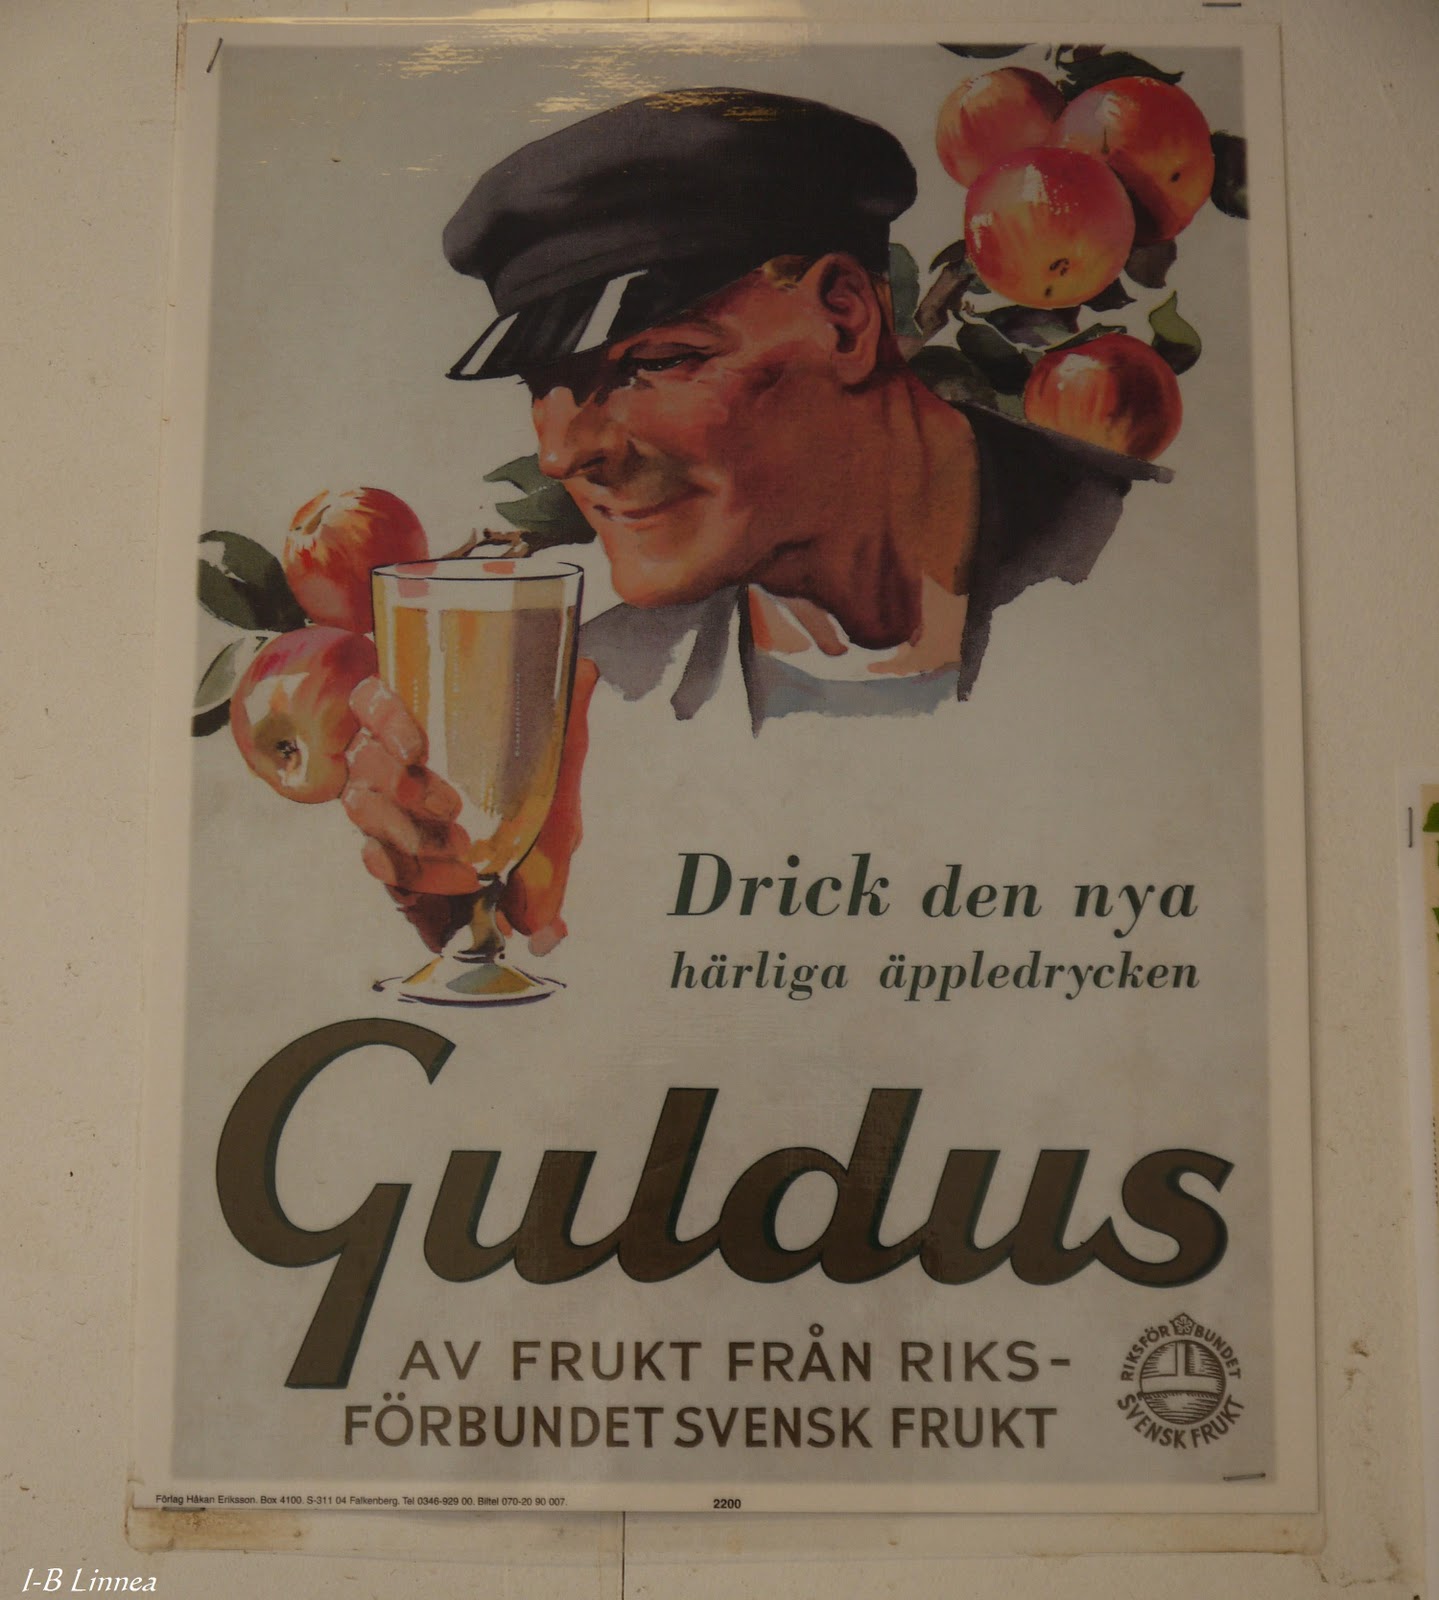 Drick den nya
härliga äppledrycken
Guldus
AV FRUKT FRÅN RIKS-
FÖRBUNDET SVENSK FRUKT
RIKSFÖRBUNDET
SVENSK FRUKT
Förlag Håkan Eriksson. Box 4100. S-311 04 Falkenberg. Tel 0346-929 00. Biltel 070-20 90 007.
2200
I-B Linnea